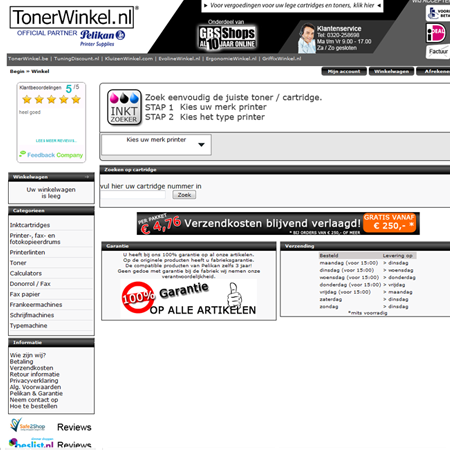 TonerWinkel.nl
OFFICIAL PARTNER Pelikan
Printer Supplies
Voor prijsopgaven voor lege cartridges en toners, klik hier
Onderdeel van
GBSShops
AL 10 JAAR ONLINE
Klantenservice
Tel: 0320-258698
Ma t/m Vr 9.00 - 17.00
Za / Zo gesloten
WIJ ACCEPTEREN
iDEAL
Factuur
TonerWinkel.be | TuningDiscount.nl | KluizenWinkel.com | EvolineWinkel.nl | ErgonomieWinkel.nl | GriffixWinkel.nl
Begin > Winkel
Mijn account
Winkelwagen
Afrekenen
Klantbeoordelingen 5/5
heel goed
LEES MEER REVIEWS..
Feedback Company
INKT
ZOEKER
Zoek eenvoudig de juiste toner / cartridge.
STAP 1 Kies uw merk printer
STAP 2 Kies het type printer
Kies uw merk printer
Winkelwagen
Uw winkelwagen
is leeg
Categorieen
Inktcartridges
Printer-, fax- en
fotokopieerdrums
Printerlinten
Toner
Calculators
Donorrol / Fax
Fax papier
Frankeermachines
Schrijfmachines
Typemachine
Informatie
Wie zijn wij?
Betaling
Verzendkosten
Retour informatie
Privacyverklaring
Alg. Voorwaarden
Pelikan & Garantie
Neem contact op
Hoe te bestellen
Safe2Shop Reviews
beslist.nl Reviews
Zoeken op cartridge
vul hier uw cartridge nummer in
Zoek
PER PAKKET
€ 4,76
Verzendkosten blijvend verlaagd!
* BIJ ORDERS VAN € 250,- OF MEER
GRATIS VANAF
€ 250,- *
Garantie
U heeft bij ons 100% garantie op al onze artikelen.
Op de originele producten heeft u fabrieksgarantie.
De compatible producten van Pelikan zelfs 3 jaar!
Geen gedoe met garantie bij de fabriek wij nemen onze
verantwoordelijkheid.
100% Garantie
OP ALLE ARTIKELEN
Verzending
Besteld Levering op
maandag (voor 15:00) > dinsdag
dinsdag (voor 15:00) > woensdag
woensdag (voor 15:00) > donderdag
donderdag (voor 15:00) > vrijdag
vrijdag (voor 15:00) > maandag
zaterdag > dinsdag
zondag > dinsdag
*mits voorradig